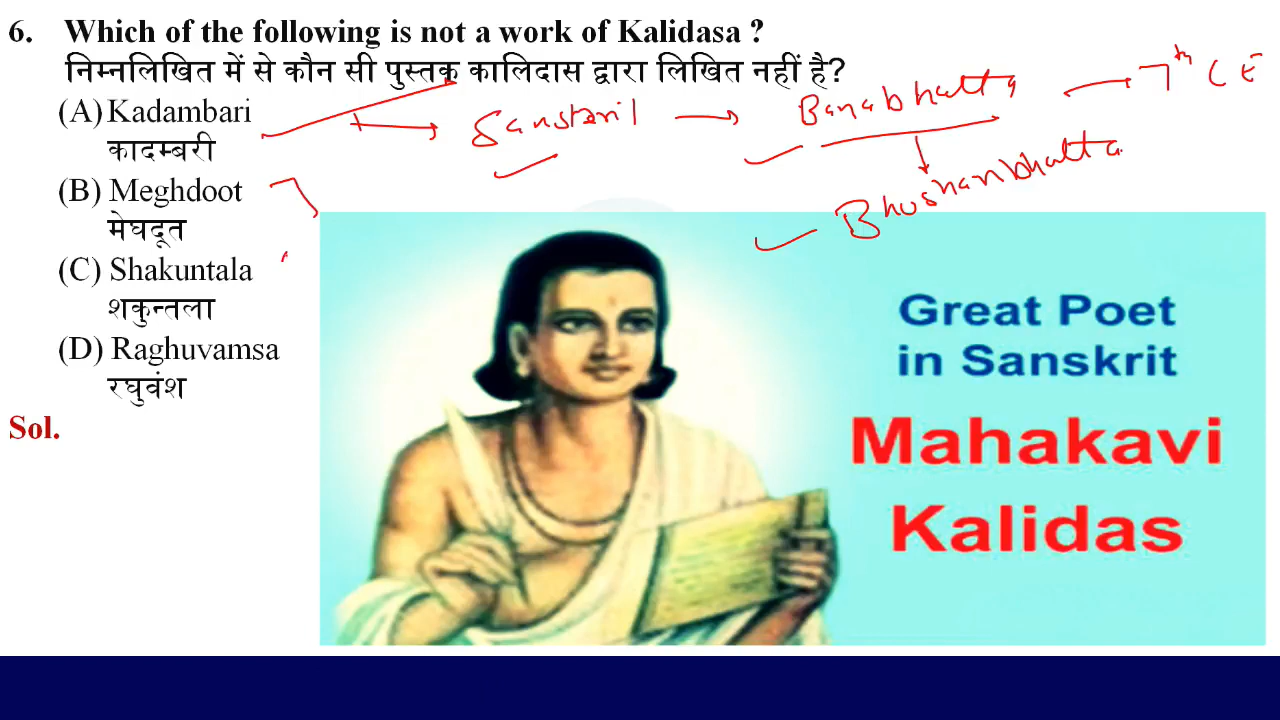 6. Which of the following is not a work of Kalidasa ?
निम्नलिखित में से कौन सी पुस्तक कालिदास द्वारा लिखित नहीं है?
(A) Kadambari
कादम्बरी
Sanskrit → Banabhatta → 7th CE
Bhushanbhatta
(B) Meghdoot
मेघदूत
(C) Shakuntala
शकुन्तला
(D) Raghuvamsa
रघुवंश
Sol.
Great Poet
in Sanskrit
Mahakavi
Kalidas